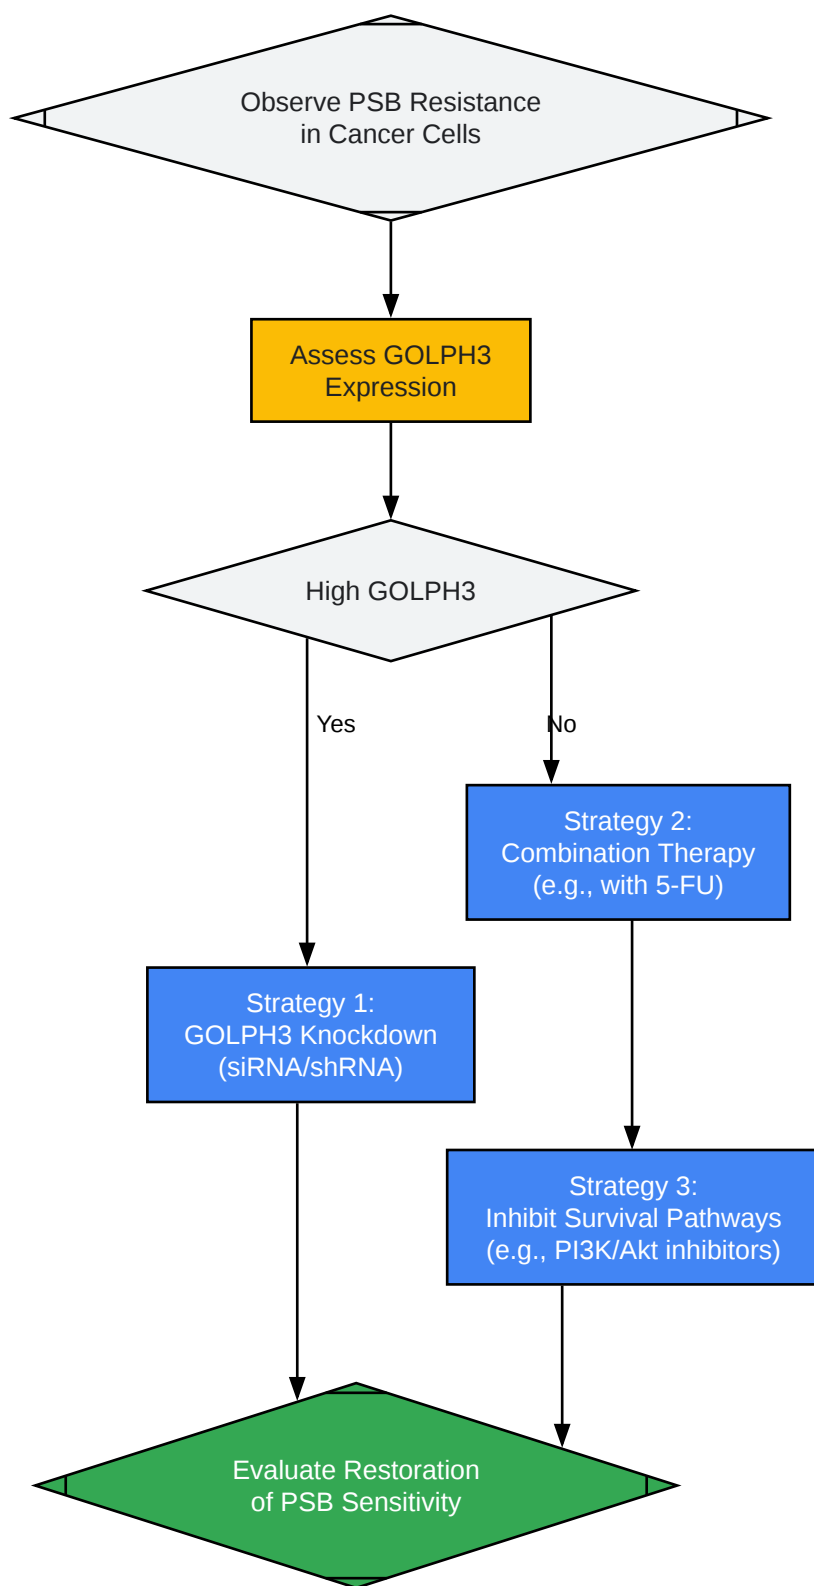 Observe PSB Resistance
in Cancer Cells
Assess GOLPH3
Expression
High GOLPH3
Yes
No
Strategy 2:
Combination Therapy
(e.g., with 5-FU)
Strategy 1:
GOLPH3 Knockdown
(siRNA/shRNA)
Strategy 3:
Inhibit Survival Pathways
(e.g., PI3K/Akt inhibitors)
Evaluate Restoration
of PSB Sensitivity